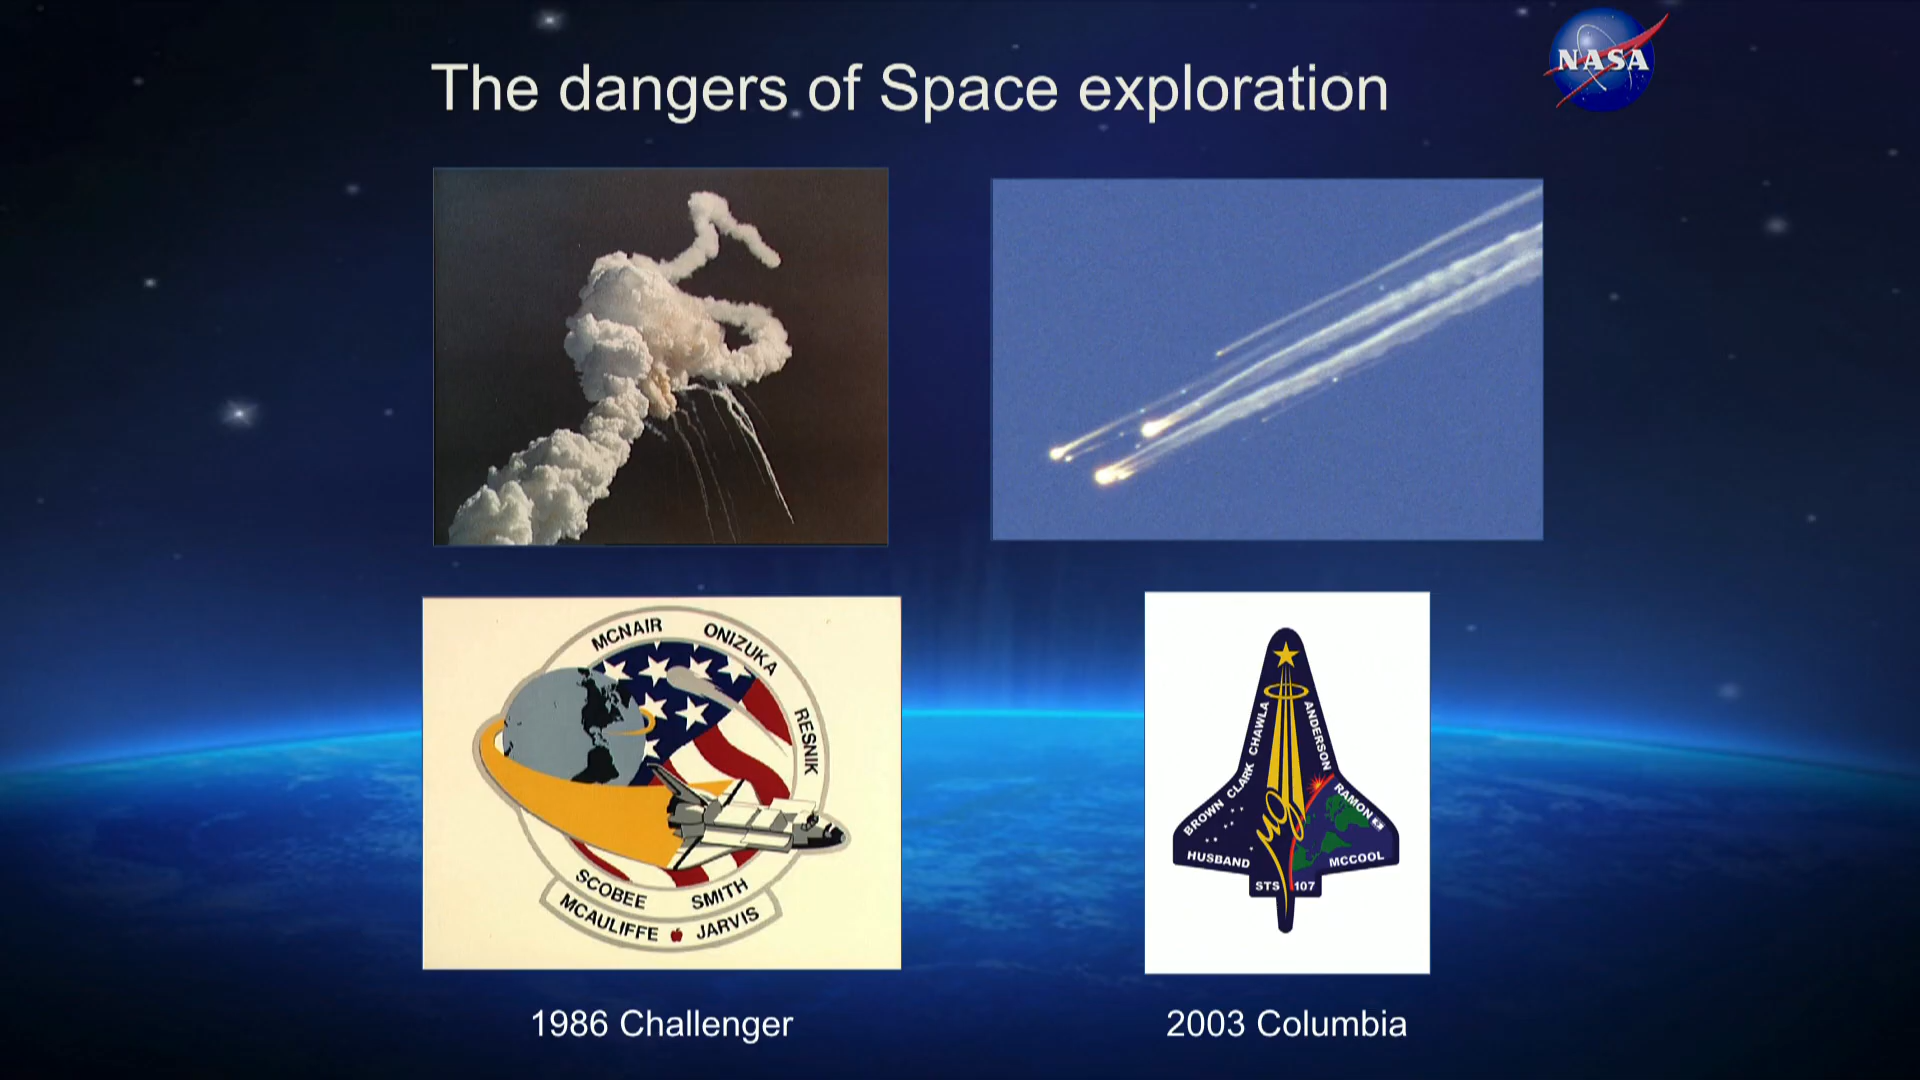 The dangers of Space exploration
NASA
MCNAIR ONIZUKA
RESNIK
SCOBEE SMITH
MCAULIFFE JARVIS
CHAWLA ANDERSON
BROWN CLARK RAMON
HUSBAND MCCOOL
STS 107
1986 Challenger
2003 Columbia